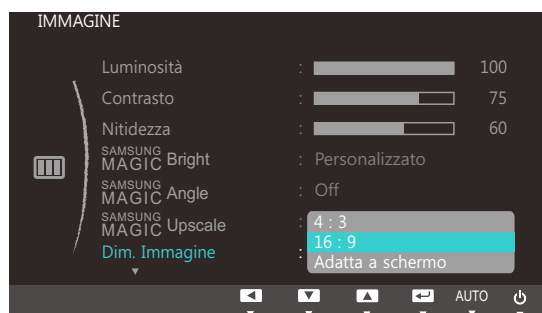 IMMAGINE
Luminosità : 100
Contrasto : 75
Nitidezza : 60
SAMSUNG MAGIC Bright : Personalizzato
SAMSUNG MAGIC Angle : Off
SAMSUNG MAGIC Upscale : 4 : 3
16 : 9
Dim. Immagine : Adatta a schermo
AUTO